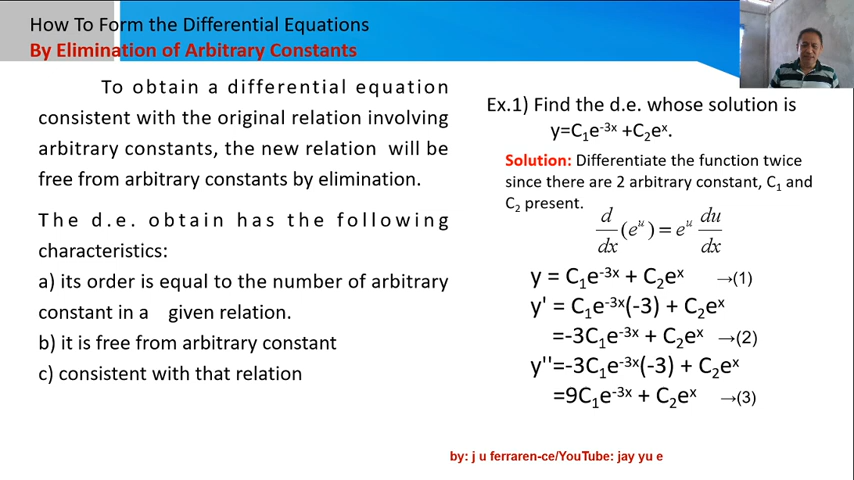 How To Form the Differential Equations
By Elimination of Arbitrary Constants
To obtain a differential equation
consistent with the original relation involving
arbitrary constants, the new relation will be
free from arbitrary constants by elimination.
The d.e. obtain has the following
characteristics:
a) its order is equal to the number of arbitrary
constant in a given relation.
b) it is free from arbitrary constant
c) consistent with that relation
Ex.1) Find the d.e. whose solution is
y=C₁e⁻³ˣ +C₂eˣ.
Solution: Differentiate the function twice
since there are 2 arbitrary constant, C₁ and
C₂ present.
d/dx (eᵘ) = eᵘ du/dx
y = C₁e⁻³ˣ + C₂eˣ →(1)
y' = C₁e⁻³ˣ(-3) + C₂eˣ
=-3C₁e⁻³ˣ + C₂eˣ →(2)
y''=-3C₁e⁻³ˣ(-3) + C₂eˣ
=9C₁e⁻³ˣ + C₂eˣ →(3)
by: j u ferraren-ce/YouTube: jay yu e